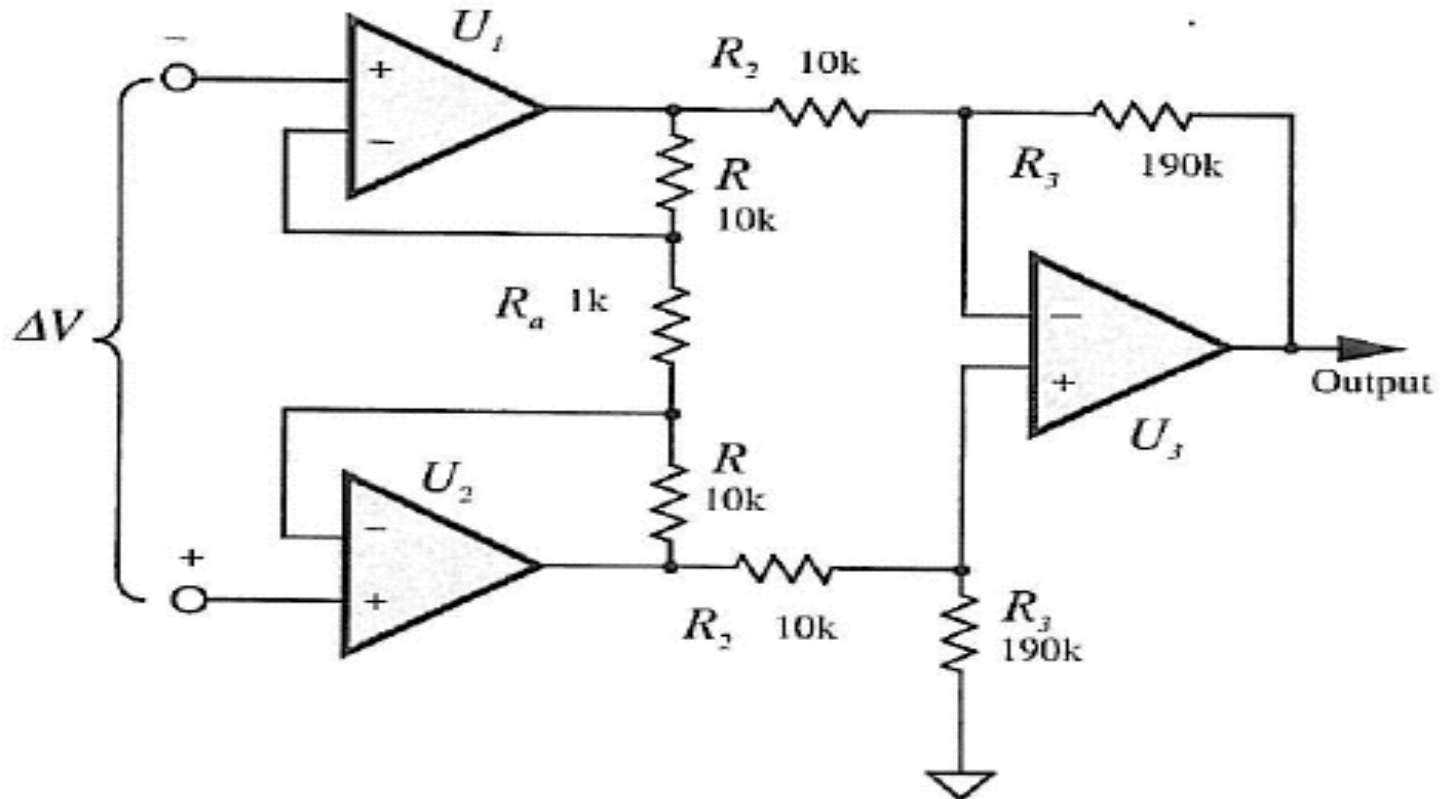 −
U₁
+
−
R₂ 10k
R
10k
R₃ 190k
ΔV
Rₐ 1k
−
+
U₃
Output
U₂
R
10k
−
+
+
R₂ 10k
R₃
190k